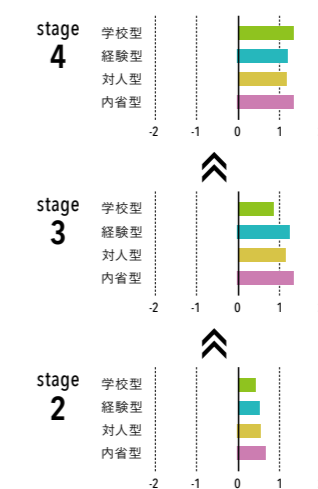 stage
4
学校型
経験型
対人型
内省型
-2 -1 0 1
stage
3
学校型
経験型
対人型
内省型
-2 -1 0 1
stage
2
学校型
経験型
対人型
内省型
-2 -1 0 1